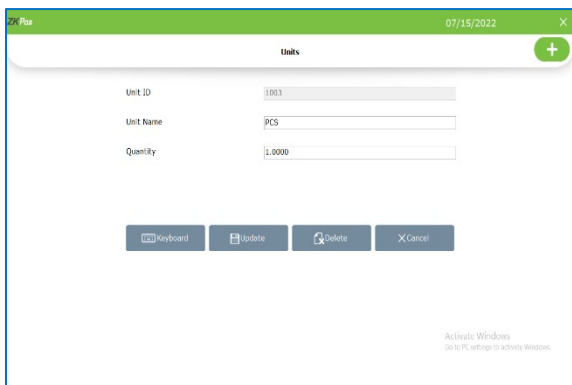 ZKPos 07/15/2022 X
Units +
Unit ID 1003
Unit Name PCS
Quantity 1.0000
Keyboard Update Delete X Cancel
Activate Windows
Go to PC settings to activate Windows.